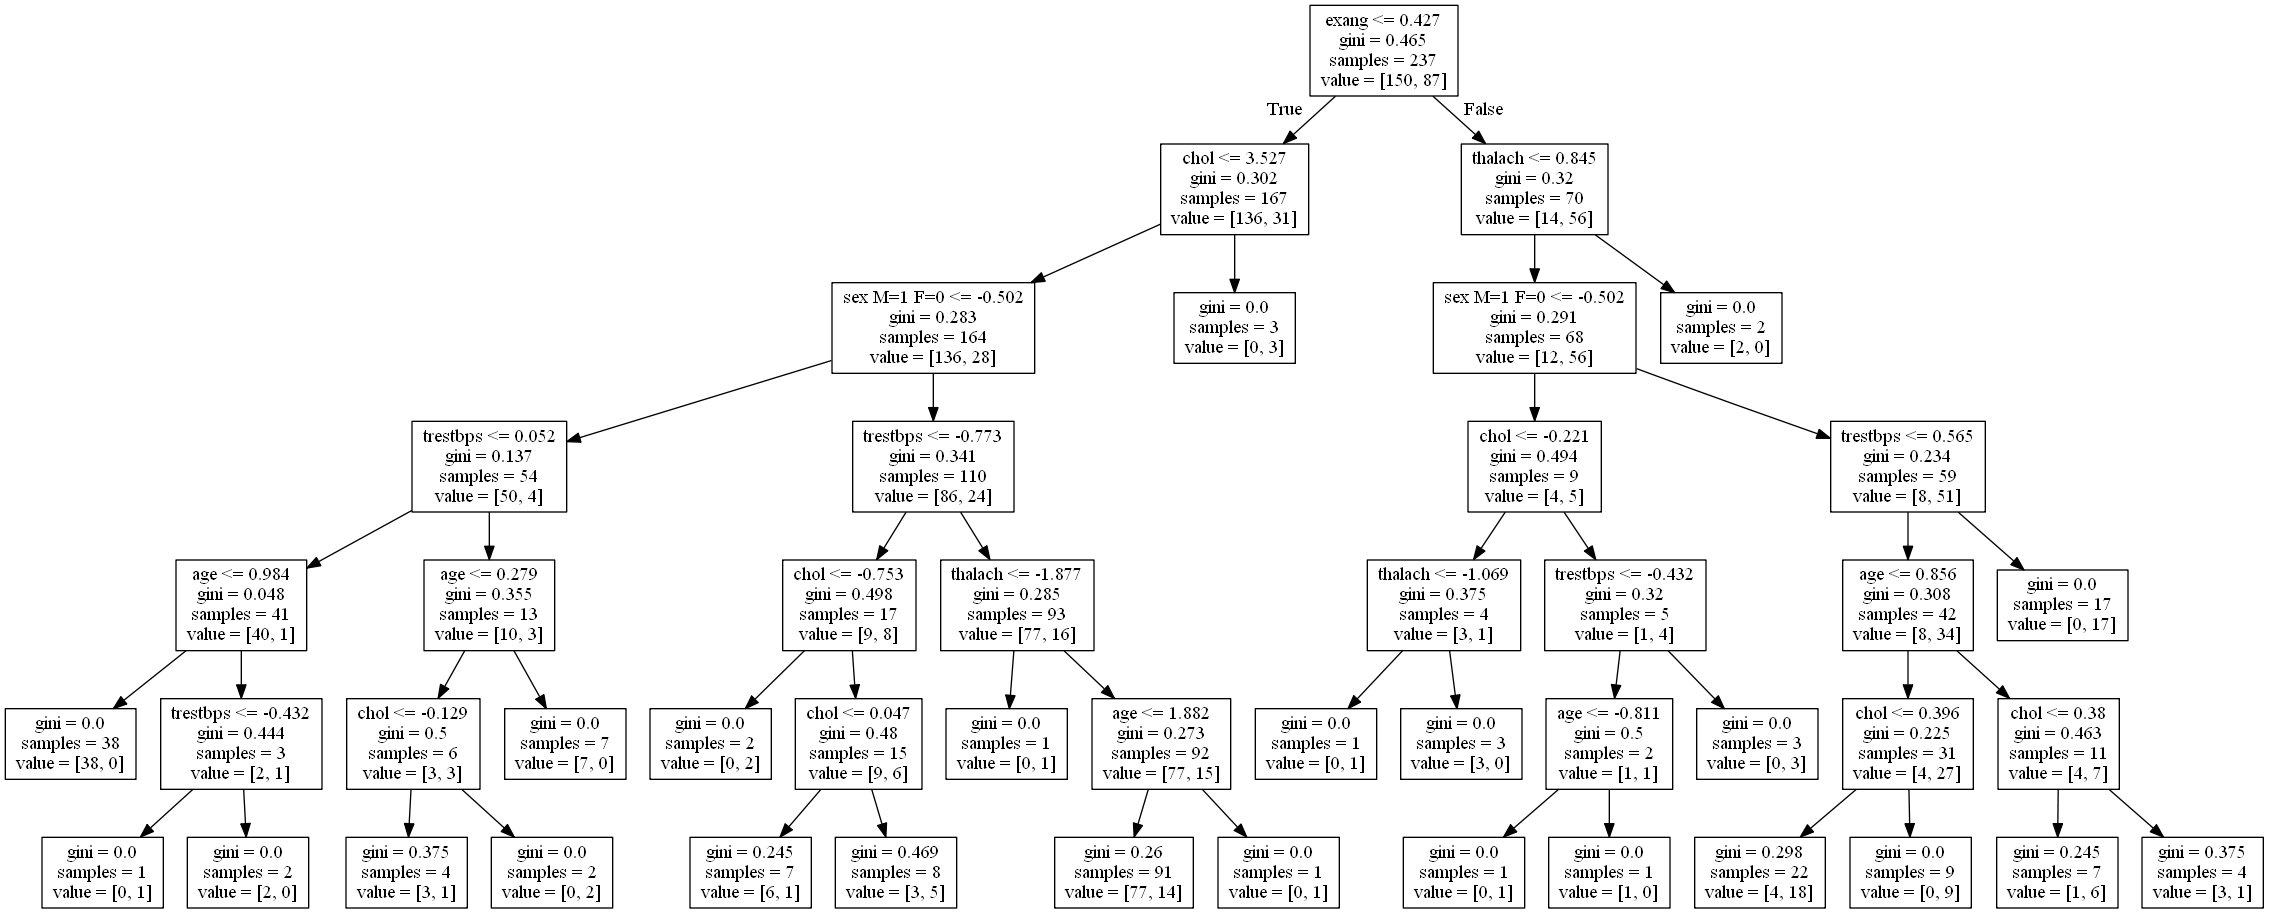 exang <= 0.427
gini = 0.465
samples = 237
value = [150, 87]
True
False
chol <= 3.527
gini = 0.302
samples = 167
value = [136, 31]
thalach <= 0.845
gini = 0.32
samples = 70
value = [14, 56]
sex M=1 F=0 <= -0.502
gini = 0.283
samples = 164
value = [136, 28]
gini = 0.0
samples = 3
value = [0, 3]
sex M=1 F=0 <= -0.502
gini = 0.291
samples = 68
value = [12, 56]
gini = 0.0
samples = 2
value = [2, 0]
trestbps <= 0.052
gini = 0.137
samples = 54
value = [50, 4]
trestbps <= -0.773
gini = 0.341
samples = 110
value = [86, 24]
chol <= -0.221
gini = 0.494
samples = 9
value = [4, 5]
trestbps <= 0.565
gini = 0.234
samples = 59
value = [8, 51]
age <= 0.984
gini = 0.048
samples = 41
value = [40, 1]
age <= 0.279
gini = 0.355
samples = 13
value = [10, 3]
chol <= -0.753
gini = 0.498
samples = 17
value = [9, 8]
thalach <= -1.877
gini = 0.285
samples = 93
value = [77, 16]
thalach <= -1.069
gini = 0.375
samples = 4
value = [3, 1]
trestbps <= -0.432
gini = 0.32
samples = 5
value = [1, 4]
age <= 0.856
gini = 0.308
samples = 42
value = [8, 34]
gini = 0.0
samples = 17
value = [0, 17]
gini = 0.0
samples = 38
value = [38, 0]
trestbps <= -0.432
gini = 0.444
samples = 3
value = [2, 1]
chol <= -0.129
gini = 0.5
samples = 6
value = [3, 3]
gini = 0.0
samples = 7
value = [7, 0]
gini = 0.0
samples = 2
value = [0, 2]
chol <= 0.047
gini = 0.48
samples = 15
value = [9, 6]
gini = 0.0
samples = 1
value = [0, 1]
age <= 1.882
gini = 0.273
samples = 92
value = [77, 15]
gini = 0.0
samples = 1
value = [0, 1]
gini = 0.0
samples = 3
value = [3, 0]
age <= -0.811
gini = 0.5
samples = 2
value = [1, 1]
gini = 0.0
samples = 3
value = [0, 3]
chol <= 0.396
gini = 0.225
samples = 31
value = [4, 27]
chol <= 0.38
gini = 0.463
samples = 11
value = [4, 7]
gini = 0.0
samples = 1
value = [0, 1]
gini = 0.0
samples = 2
value = [2, 0]
gini = 0.375
samples = 4
value = [3, 1]
gini = 0.0
samples = 2
value = [0, 2]
gini = 0.245
samples = 7
value = [6, 1]
gini = 0.469
samples = 8
value = [3, 5]
gini = 0.26
samples = 91
value = [77, 14]
gini = 0.0
samples = 1
value = [0, 1]
gini = 0.0
samples = 1
value = [0, 1]
gini = 0.0
samples = 1
value = [1, 0]
gini = 0.298
samples = 22
value = [4, 18]
gini = 0.0
samples = 9
value = [0, 9]
gini = 0.245
samples = 7
value = [1, 6]
gini = 0.375
samples = 4
value = [3, 1]